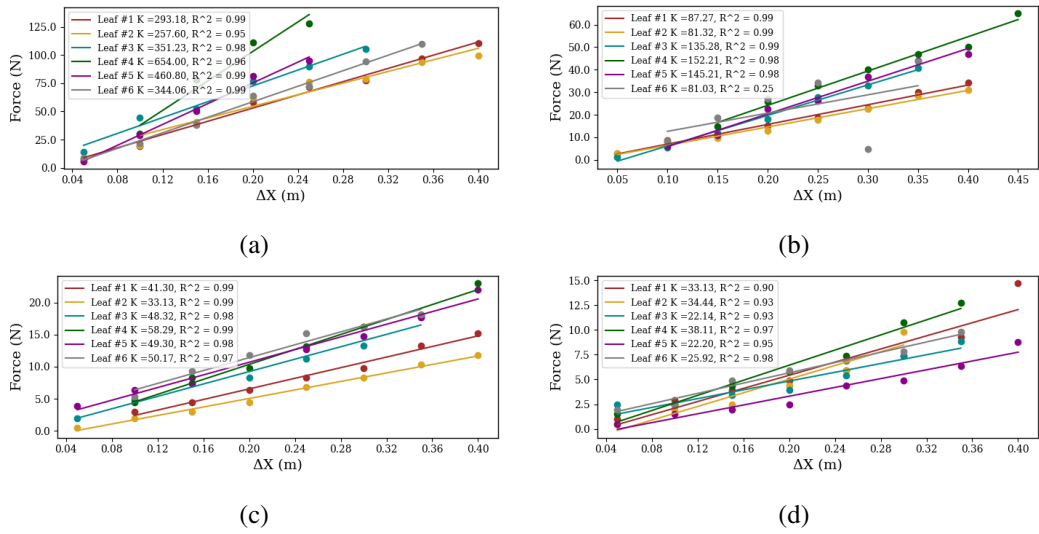 Force (N)
125.0
100.0
75.0
50.0
25.0
0.0
Leaf #1 K =293.18, R^2 = 0.99
Leaf #2 K =257.60, R^2 = 0.95
Leaf #3 K =351.23, R^2 = 0.98
Leaf #4 K =654.00, R^2 = 0.96
Leaf #5 K =460.80, R^2 = 0.99
Leaf #6 K =344.06, R^2 = 0.99
0.04 0.08 0.12 0.16 0.20 0.24 0.28 0.32 0.36 0.40
ΔX (m)
(a)
Force (N)
60.0
50.0
40.0
30.0
20.0
10.0
0.0
Leaf #1 K =87.27, R^2 = 0.99
Leaf #2 K =81.32, R^2 = 0.99
Leaf #3 K =135.28, R^2 = 0.99
Leaf #4 K =152.21, R^2 = 0.98
Leaf #5 K =145.21, R^2 = 0.98
Leaf #6 K =81.03, R^2 = 0.25
0.05 0.10 0.15 0.20 0.25 0.30 0.35 0.40 0.45
ΔX (m)
(b)
Force (N)
20.0
15.0
10.0
5.0
0.0
Leaf #1 K =41.30, R^2 = 0.99
Leaf #2 K =33.13, R^2 = 0.99
Leaf #3 K =48.32, R^2 = 0.98
Leaf #4 K =58.29, R^2 = 0.99
Leaf #5 K =49.30, R^2 = 0.98
Leaf #6 K =50.17, R^2 = 0.97
0.04 0.08 0.12 0.16 0.20 0.24 0.28 0.32 0.36 0.40
ΔX (m)
(c)
Force (N)
15.0
12.5
10.0
7.5
5.0
2.5
0.0
Leaf #1 K =33.13, R^2 = 0.90
Leaf #2 K =34.44, R^2 = 0.93
Leaf #3 K =22.14, R^2 = 0.93
Leaf #4 K =38.11, R^2 = 0.97
Leaf #5 K =22.20, R^2 = 0.95
Leaf #6 K =25.92, R^2 = 0.98
0.04 0.08 0.12 0.16 0.20 0.24 0.28 0.32 0.36 0.40
ΔX (m)
(d)